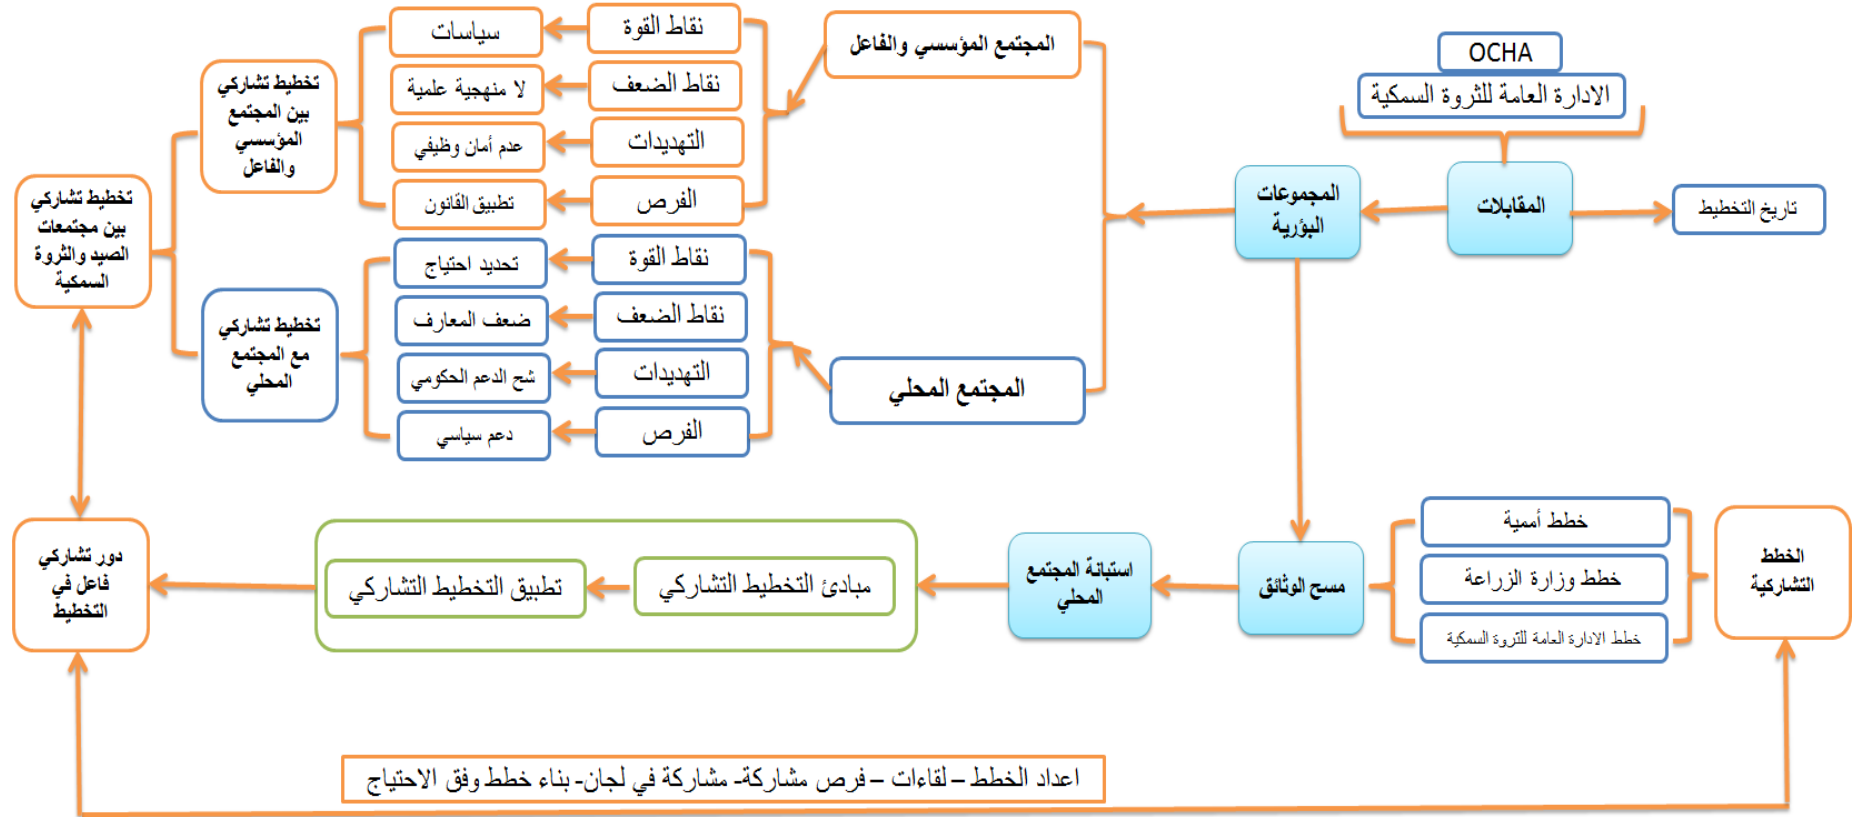 OCHA
الادارة العامة للثروة السمكية
تاريخ التخطيط
المقابلات
المجموعات
البؤرية
المجتمع المؤسسي والفاعل
نقاط القوة
سياسات
نقاط الضعف
لا منهجية علمية
التهديدات
عدم أمان وظيفي
الفرص
تطبيق القانون
تخطيط تشاركي
بين المجتمع
المؤسسي
والفاعل
المجتمع المحلي
نقاط القوة
تحديد احتياج
نقاط الضعف
ضعف المعارف
التهديدات
شح الدعم الحكومي
الفرص
دعم سياسي
تخطيط تشاركي
مع المجتمع
المحلي
تخطيط تشاركي
بين مجتمعات
الصيد والثروة
السمكية
الخطط
التشاركية
خطط أممية
خطط وزارة الزراعة
خطط الادارة العامة للثروة السمكية
مسح الوثائق
استبانة المجتمع
المحلي
مبادئ التخطيط التشاركي
تطبيق التخطيط التشاركي
دور تشاركي
فاعل في
التخطيط
اعداد الخطط – لقاءات – فرص مشاركة- مشاركة في لجان- بناء خطط وفق الاحتياج